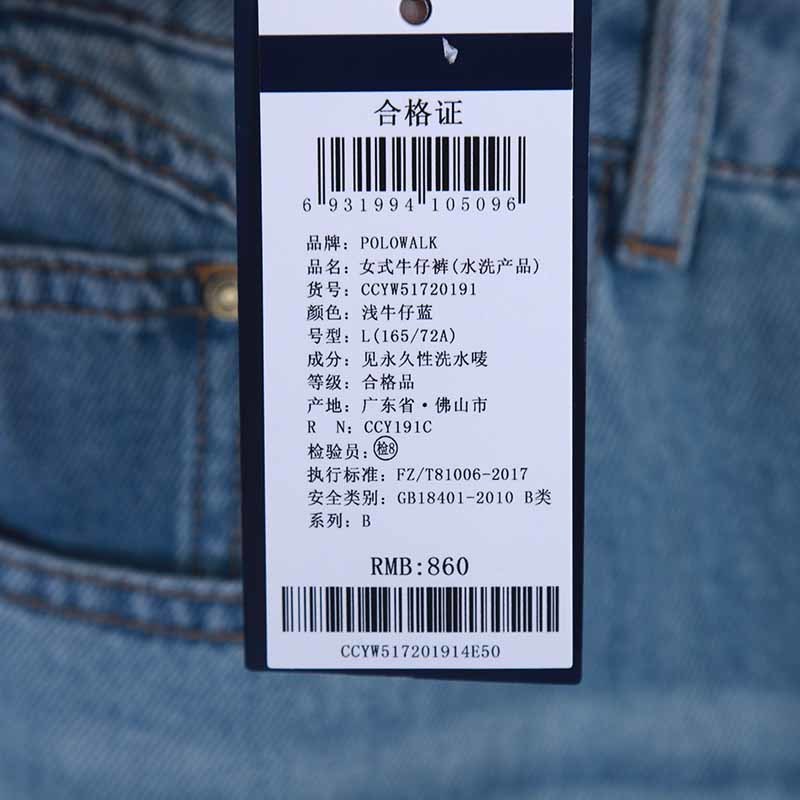 合格证
6 931994 105096
品牌: POLOWALK
品名: 女式牛仔裤(水洗产品)
货号: CCYW51720191
颜色: 浅牛仔蓝
号型: L(165/72A)
成分: 见永久性洗水唛
等级: 合格品
产地: 广东省·佛山市
R N: CCY191C
检验员: 检8
执行标准: FZ/T81006-2017
安全类别: GB18401-2010 B类
系列: B
RMB:860
CCYW517201914E50